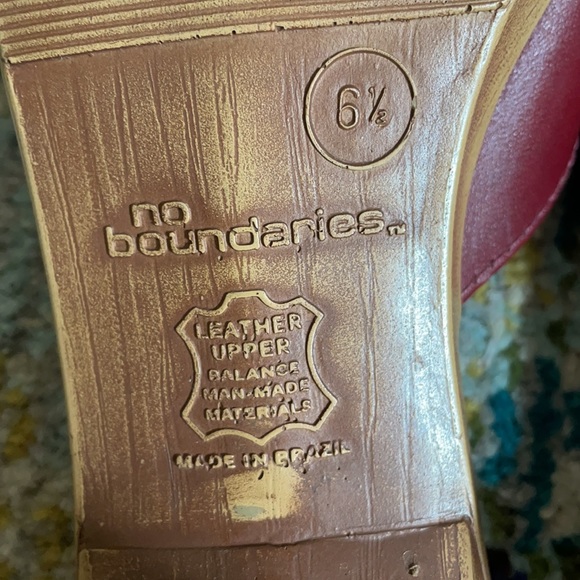 6½
no
boundaries™
LEATHER
UPPER
BALANCE
MAN-MADE
MATERIALS
MADE IN BRAZIL